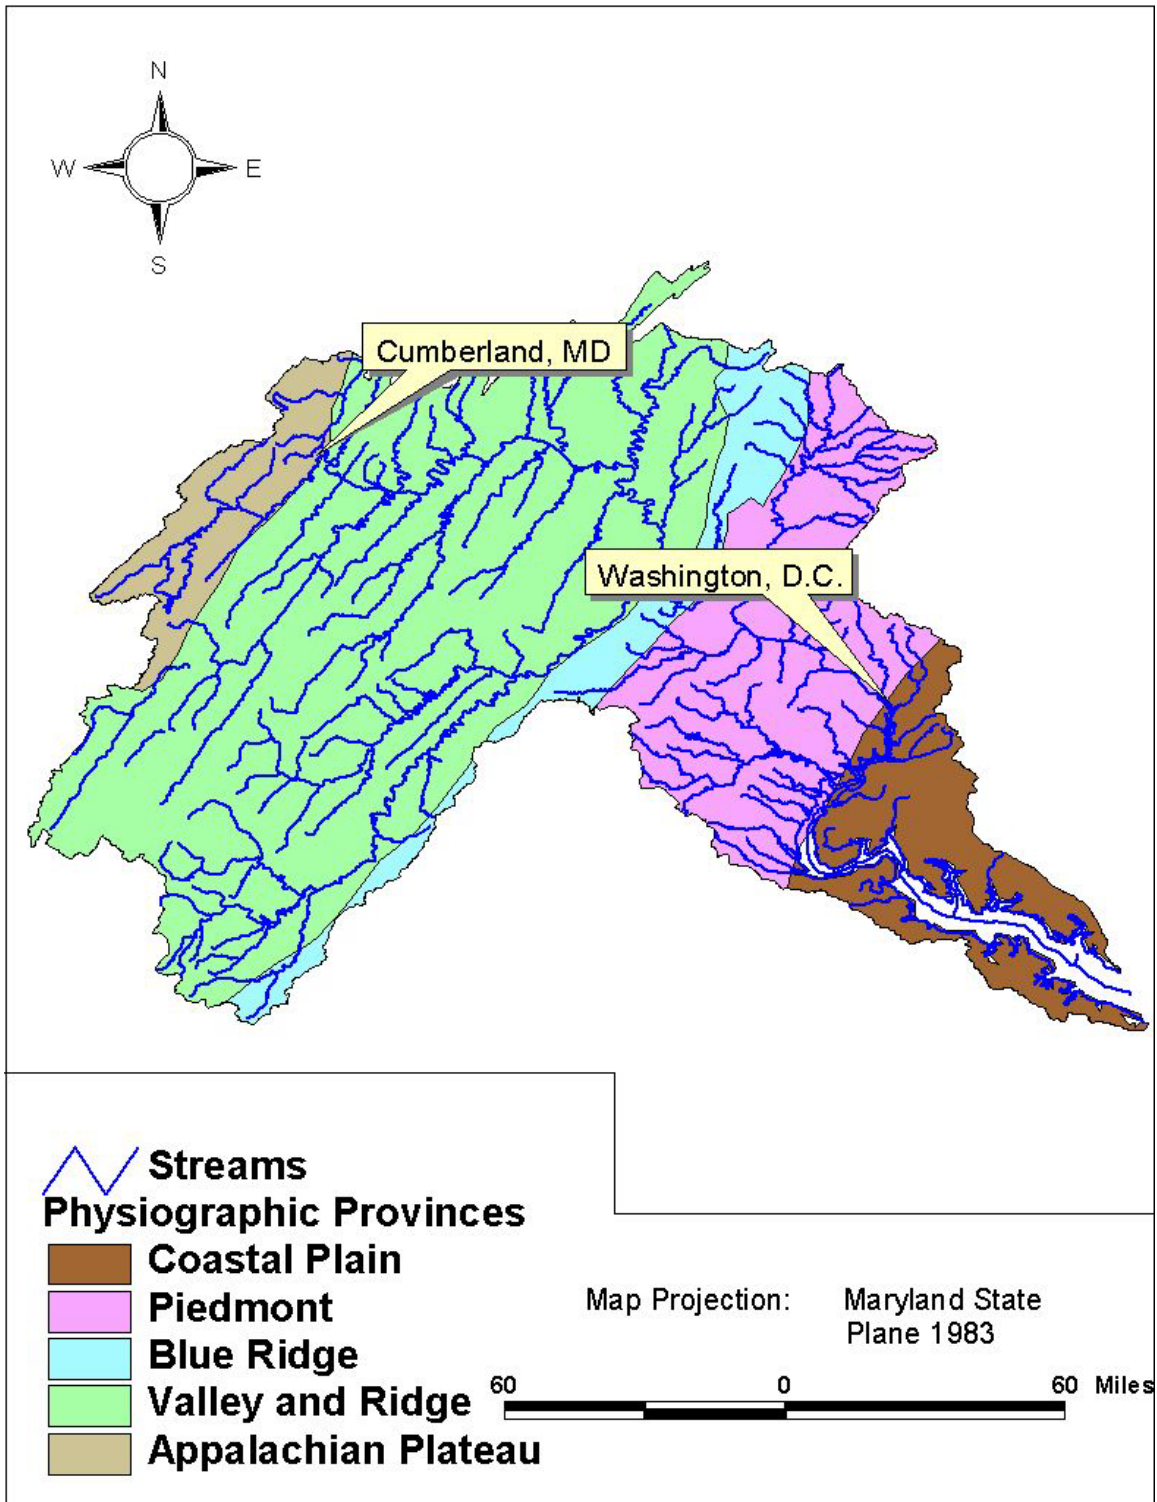 N
W E
S
Cumberland, MD
Washington, D.C.
Streams
Physiographic Provinces
Coastal Plain
Piedmont
Blue Ridge
Valley and Ridge
Appalachian Plateau
Map Projection: Maryland State
Plane 1983
60 0 60 Miles